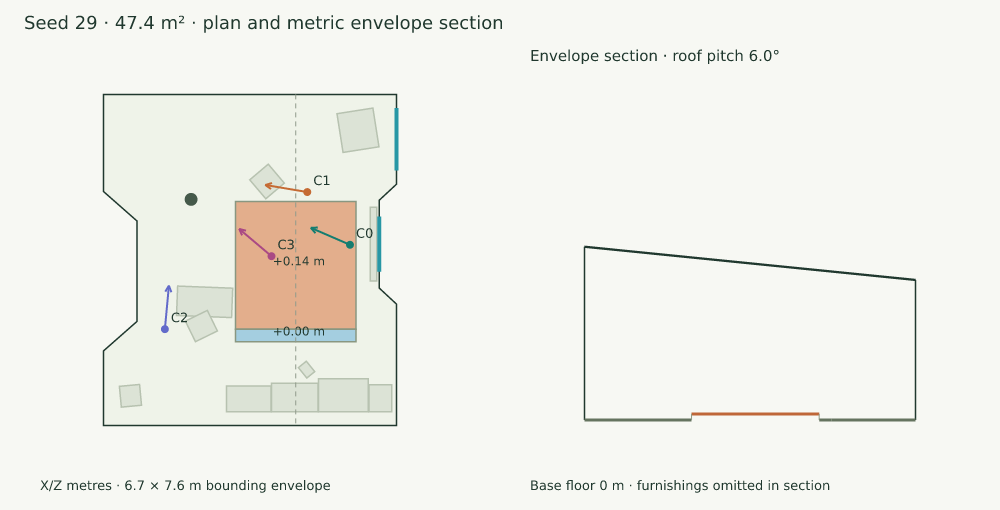 Seed 29 · 47.4 m² · plan and metric envelope section
Envelope section · roof pitch 6.0°
C1
C0
C3
+0.14 m
C2
+0.00 m
X/Z metres · 6.7 × 7.6 m bounding envelope
Base floor 0 m · furnishings omitted in section